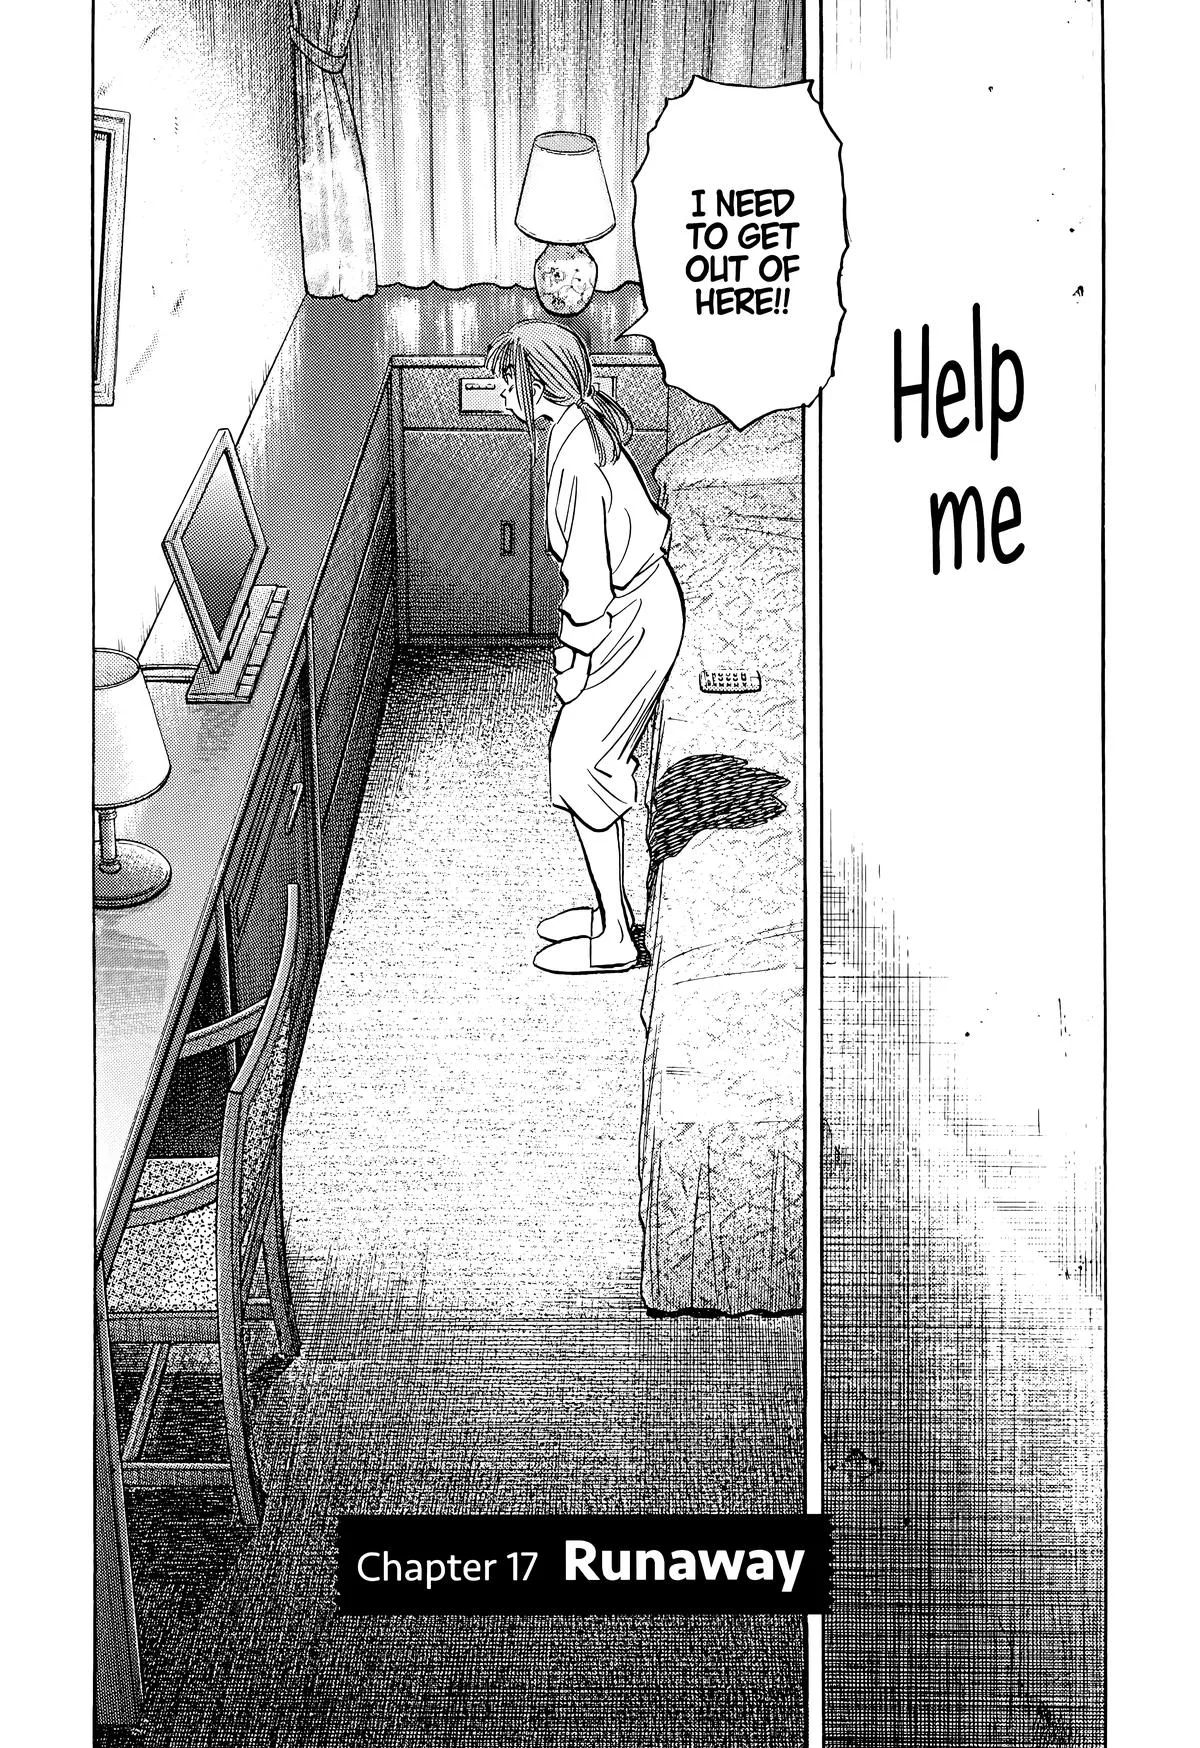 Help
me
I NEED
TO GET
OUT OF
HERE!!
Chapter 17 Runaway